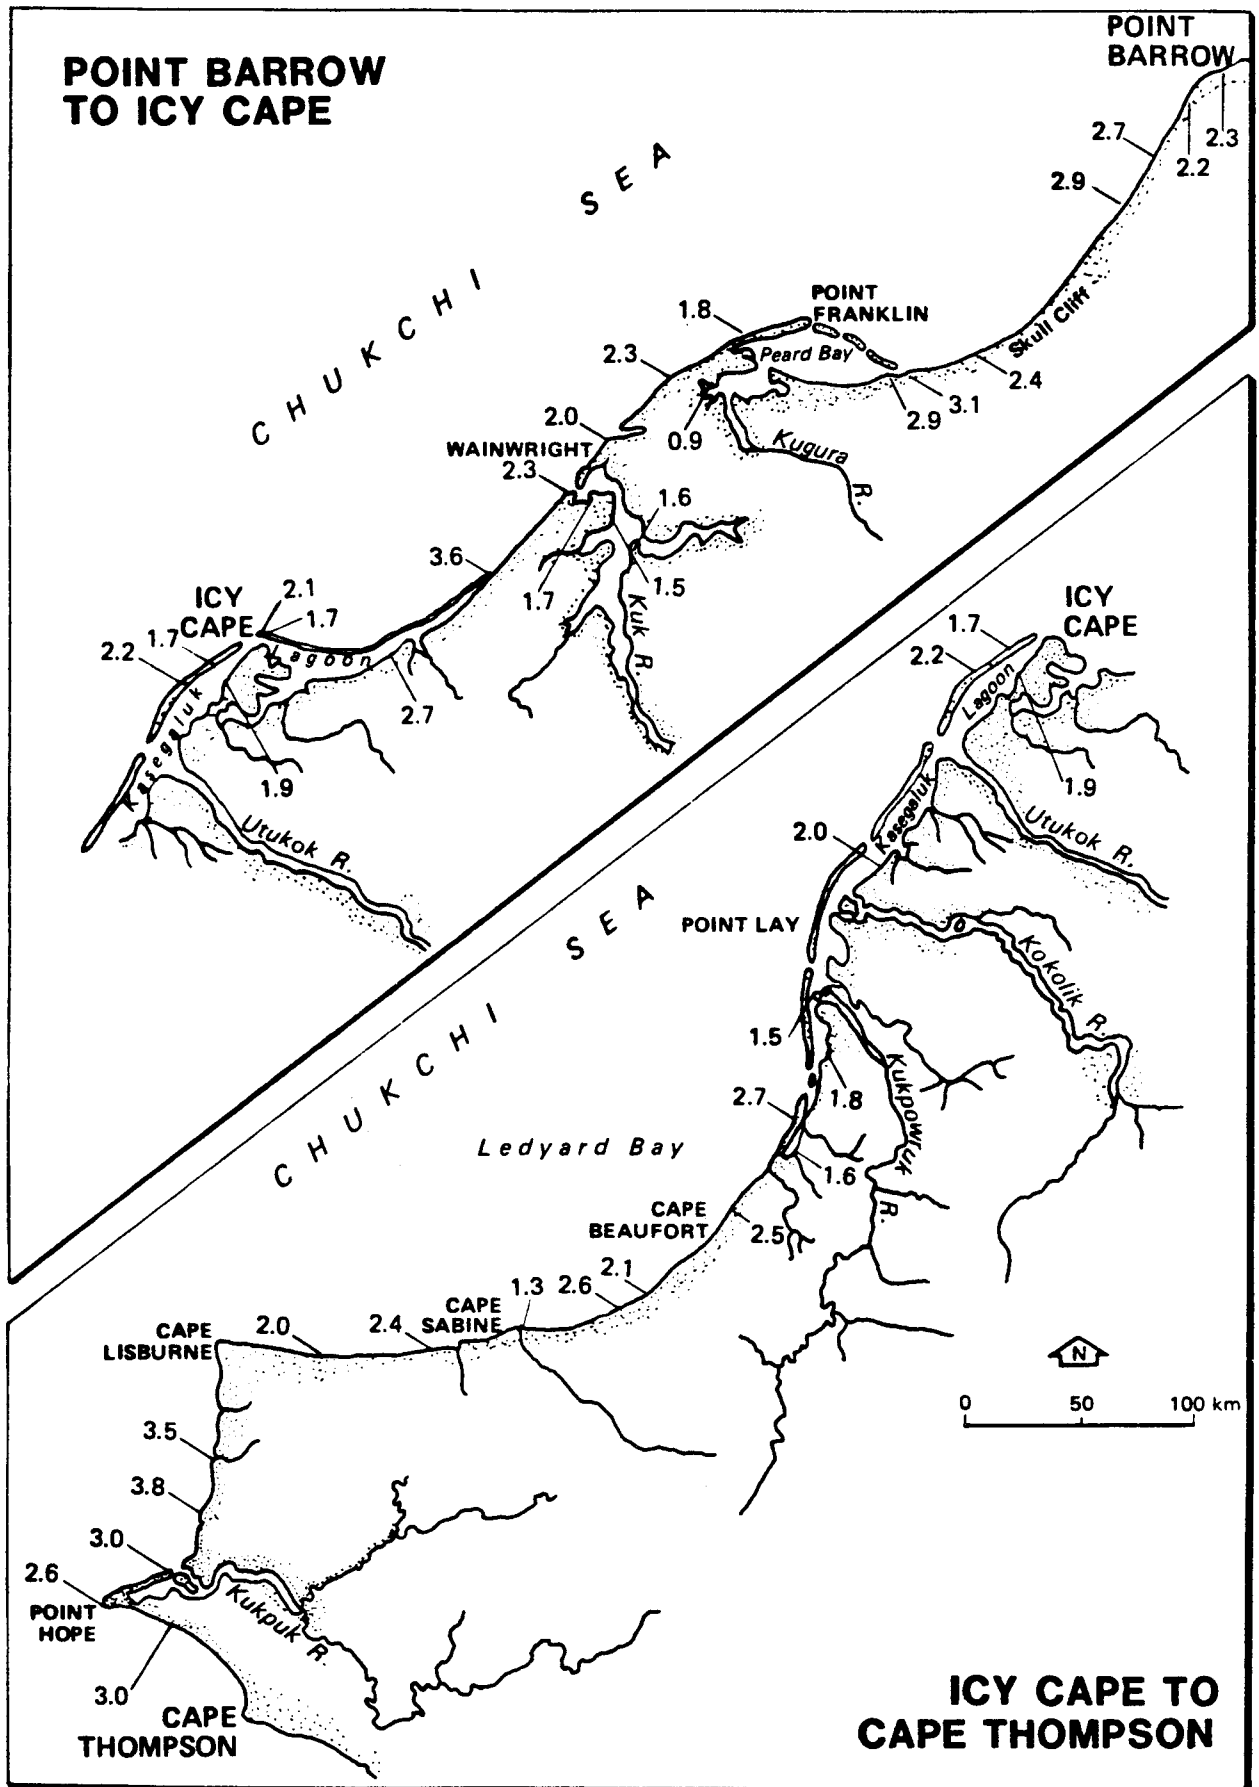 POINT BARROW
TO ICY CAPE
POINT
BARROW
CHUKCHI SEA
2.7
2.3
2.2
2.9
Skull Cliff
POINT
FRANKLIN
1.8
Peard Bay
2.3
2.4
3.1
2.9
0.9
Kugura
R.
2.0
WAINWRIGHT
2.3
1.6
1.7
1.5
Kuk R
3.6
ICY
CAPE
2.1
1.7
1.7
2.2
Kasegaluk
Lagoon
2.7
1.9
Utukok R.
ICY
CAPE
1.7
2.2
Lagoon
1.9
Kasegaluk
Utukok R.
2.0
CHUKCHI SEA
POINT LAY
Kokolik R.
1.5
Kukpowluk
R.
1.8
2.7
1.6
Ledyard Bay
CAPE
BEAUFORT
2.5
2.1
2.6
1.3
CAPE
SABINE
2.4
2.0
CAPE
LISBURNE
N
0 50 100 km
3.5
3.8
3.0
2.6
POINT
HOPE
Kukpuk R.
3.0
CAPE
THOMPSON
ICY CAPE TO
CAPE THOMPSON